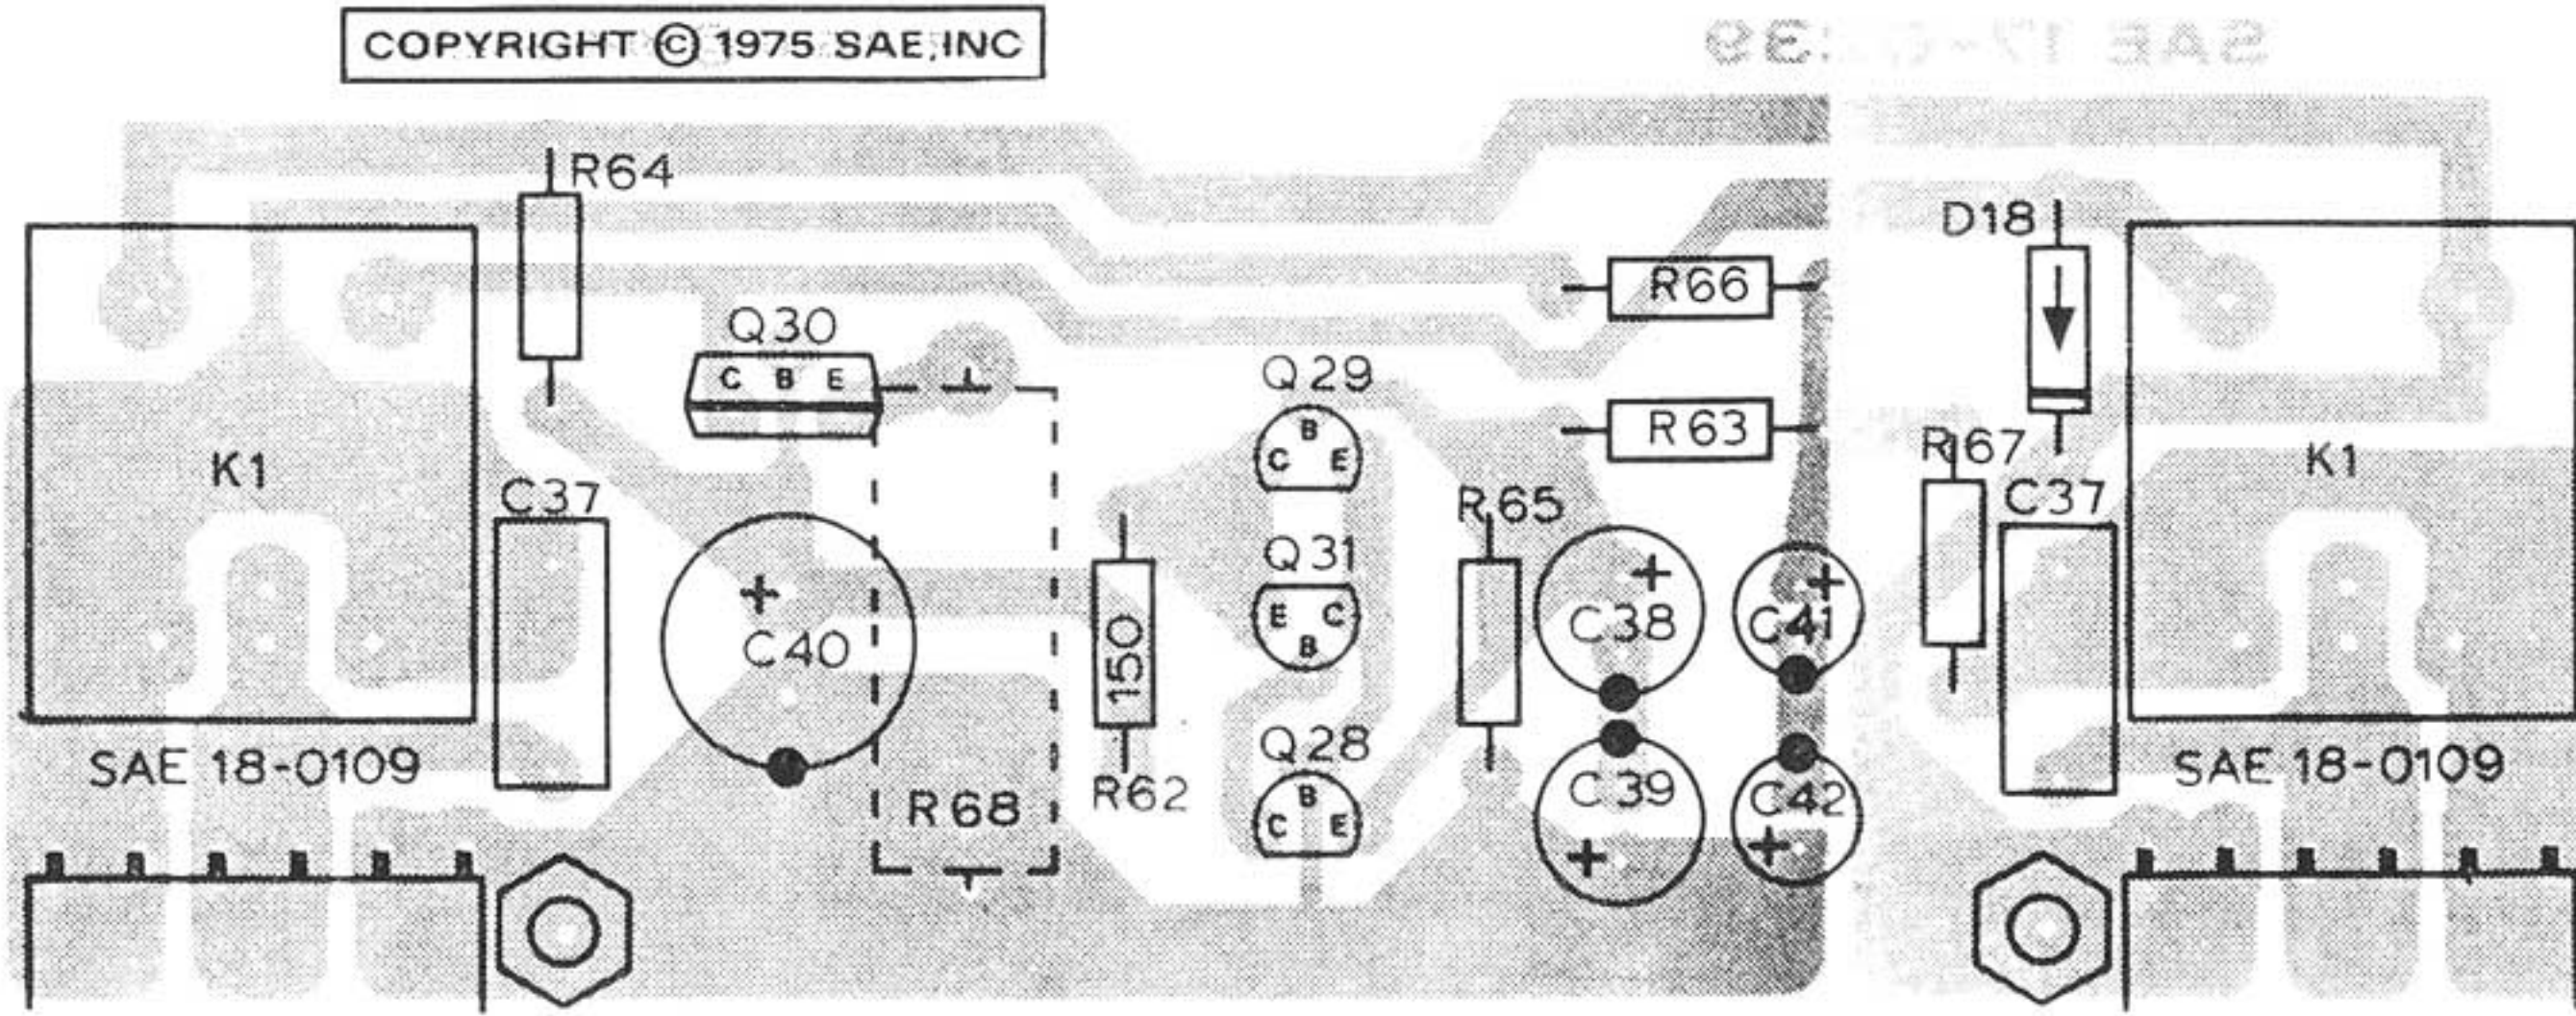 COPYRIGHT © 1975 SAE, INC
R64
D18
R66
Q30
C B E
Q29
B
C E
R63
R67
K1
K1
C37
C37
R65
Q31
E C
B
+
C40
+
C38
+
C41
150
SAE 18-0109
Q28
B
C E
R62
R68
C39
+
C42
+
SAE 18-0109